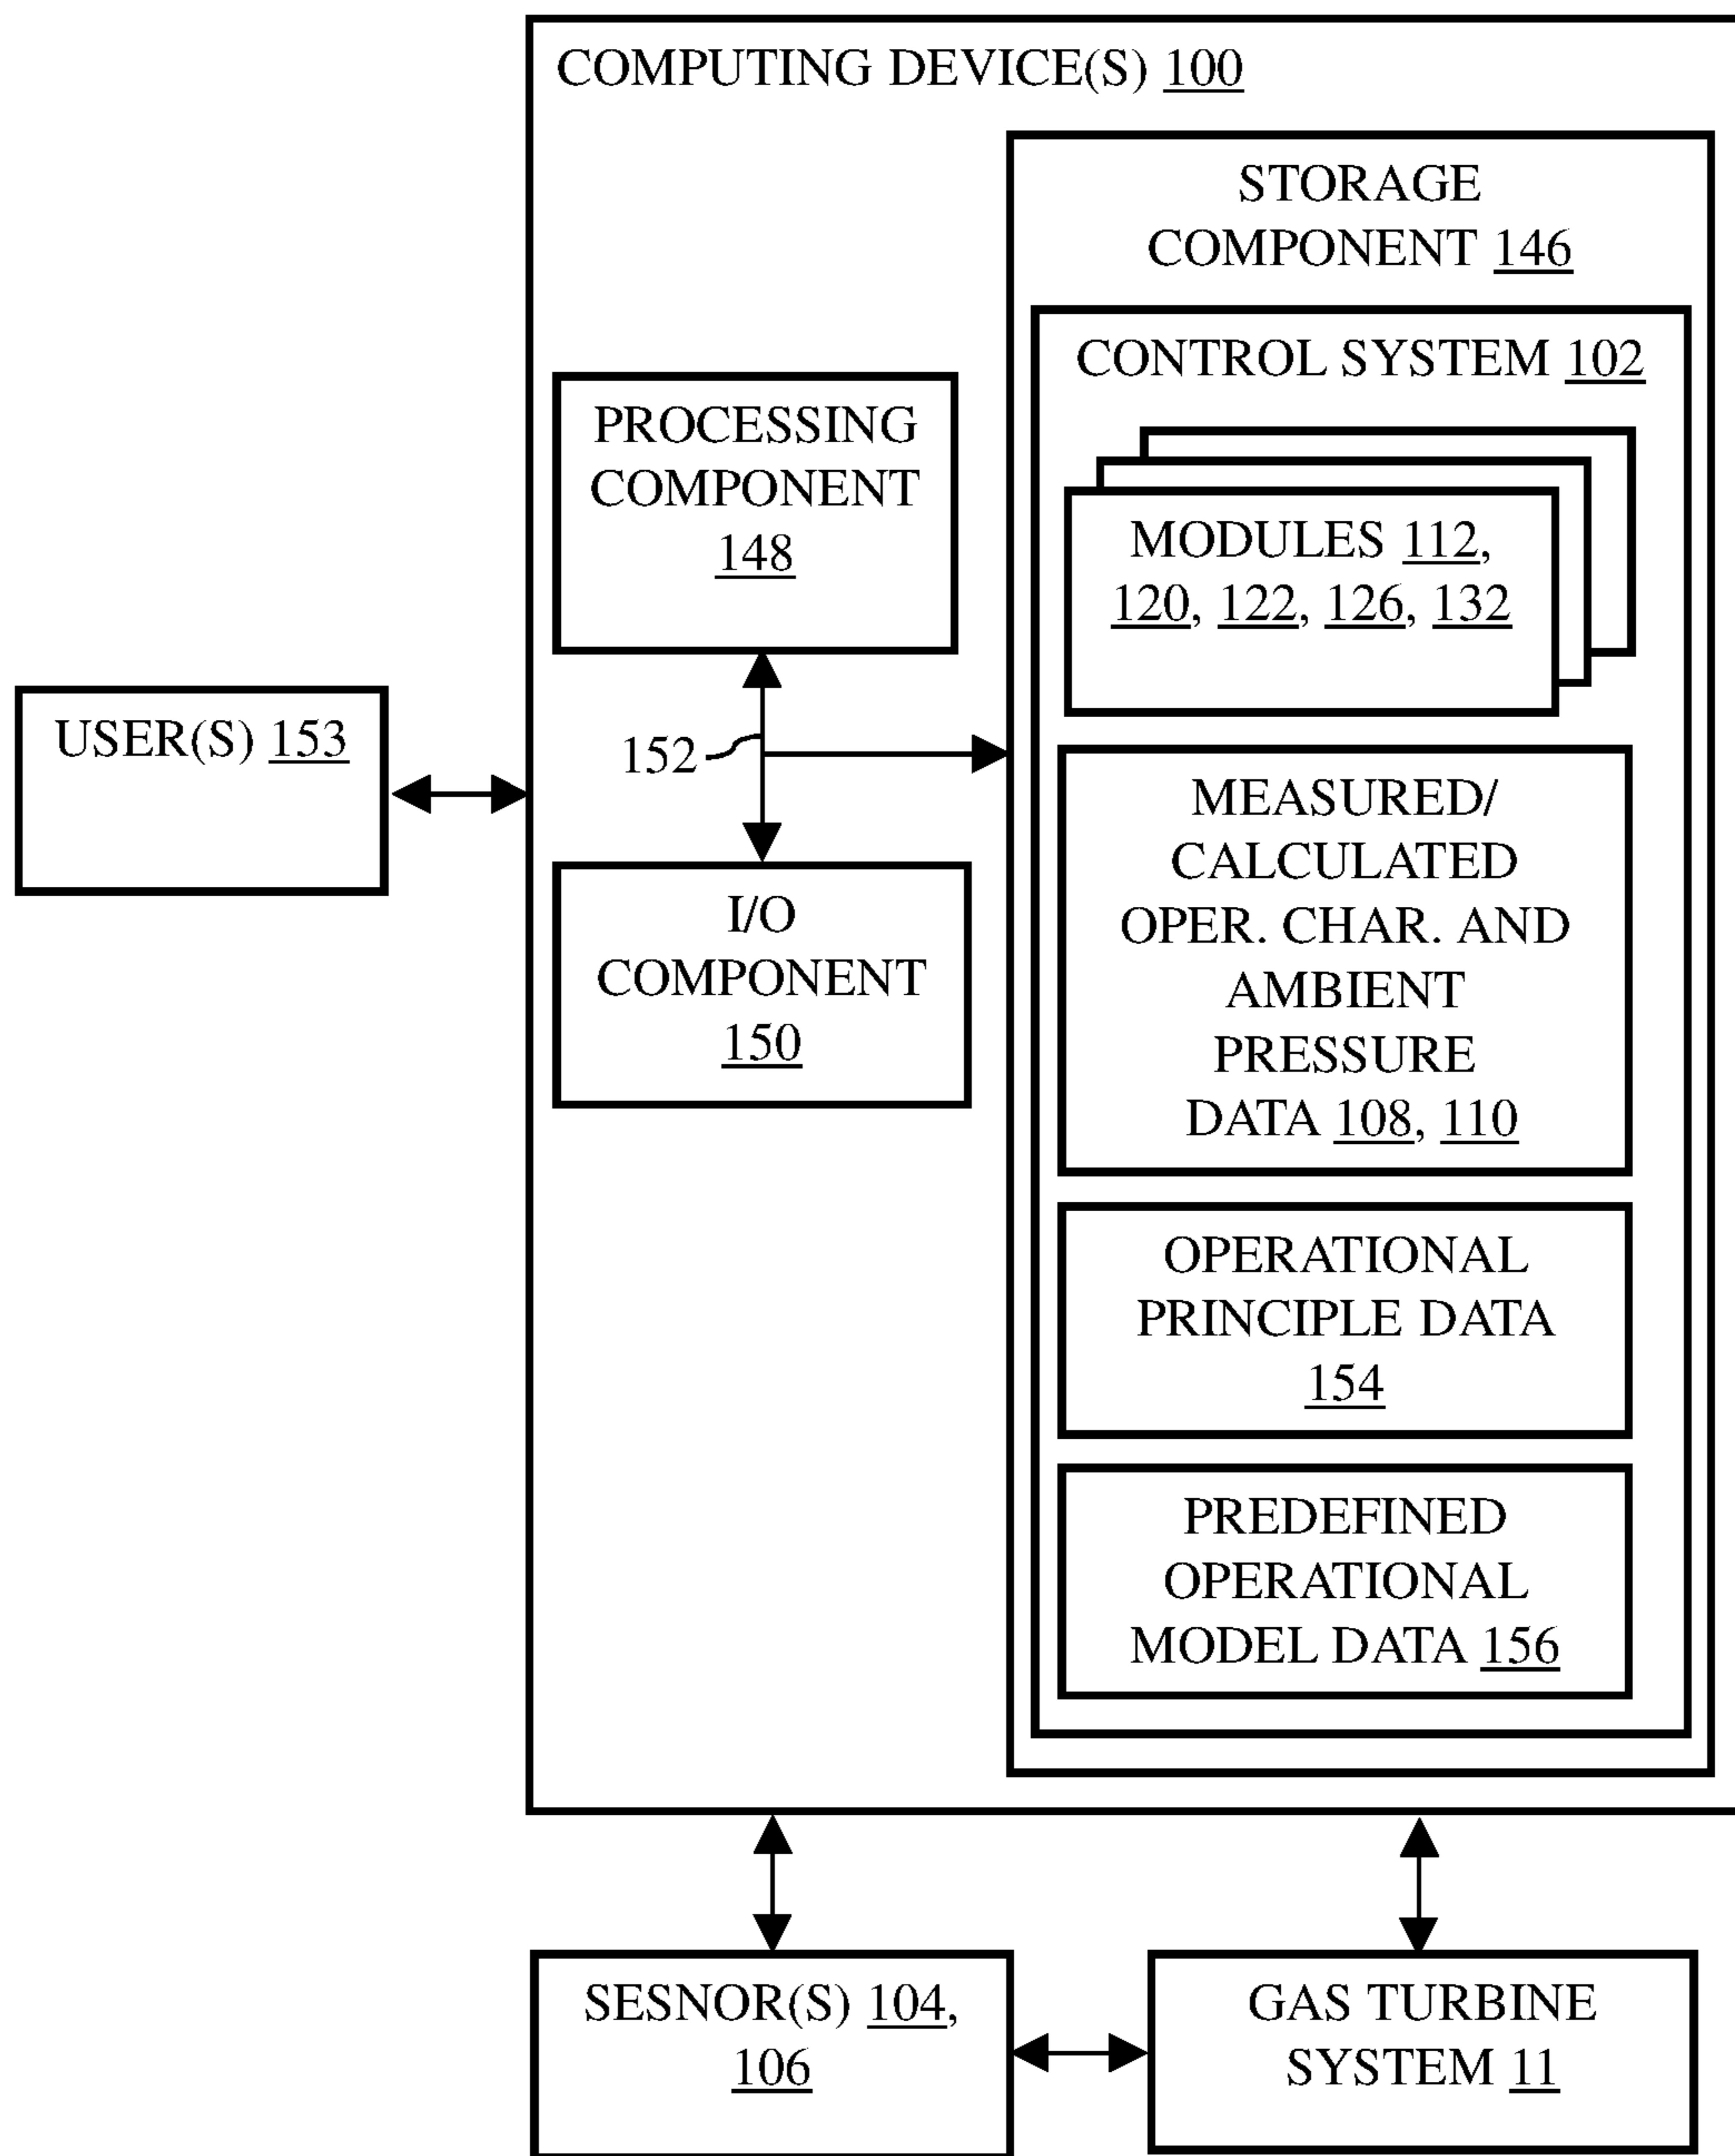 COMPUTING DEVICE(S) 100
STORAGE
COMPONENT 146
CONTROL SYSTEM 102
PROCESSING
COMPONENT
148
MODULES 112,
120, 122, 126, 132
USER(S) 153
152
MEASURED/
CALCULATED
OPER. CHAR. AND
AMBIENT
PRESSURE
DATA 108, 110
I/O
COMPONENT
150
OPERATIONAL
PRINCIPLE DATA
154
PREDEFINED
OPERATIONAL
MODEL DATA 156
SESNOR(S) 104,
106
GAS TURBINE
SYSTEM 11